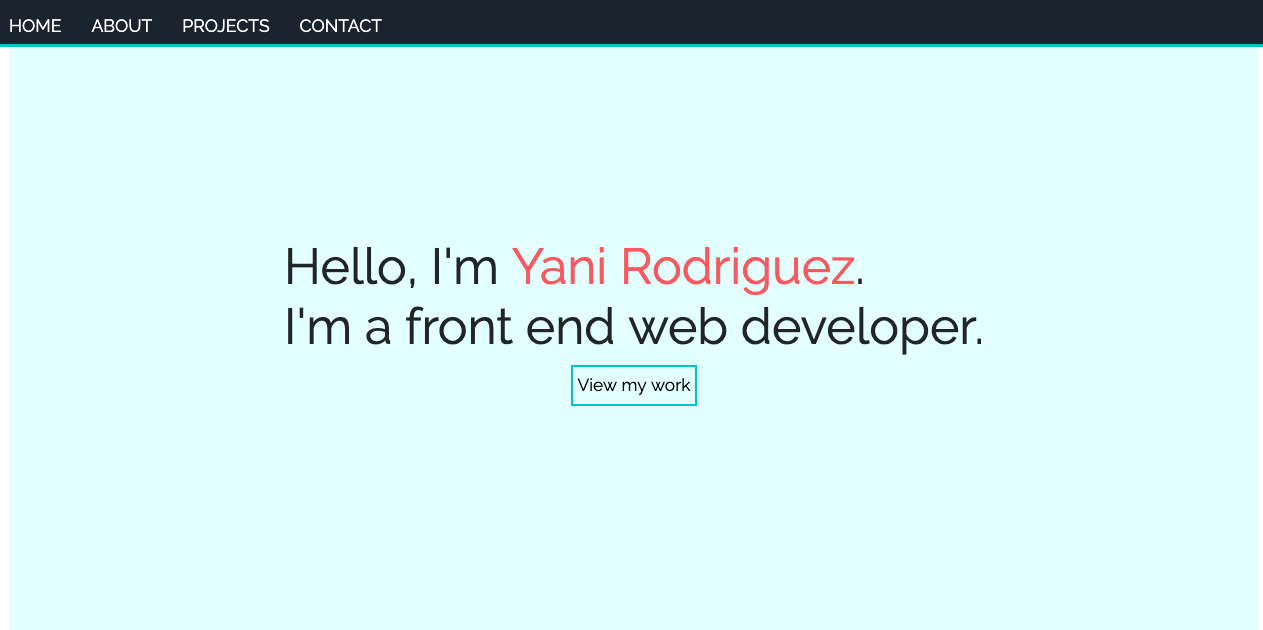 HOME ABOUT PROJECTS CONTACT
Hello, I'm Yani Rodriguez.
I'm a front end web developer.
View my work